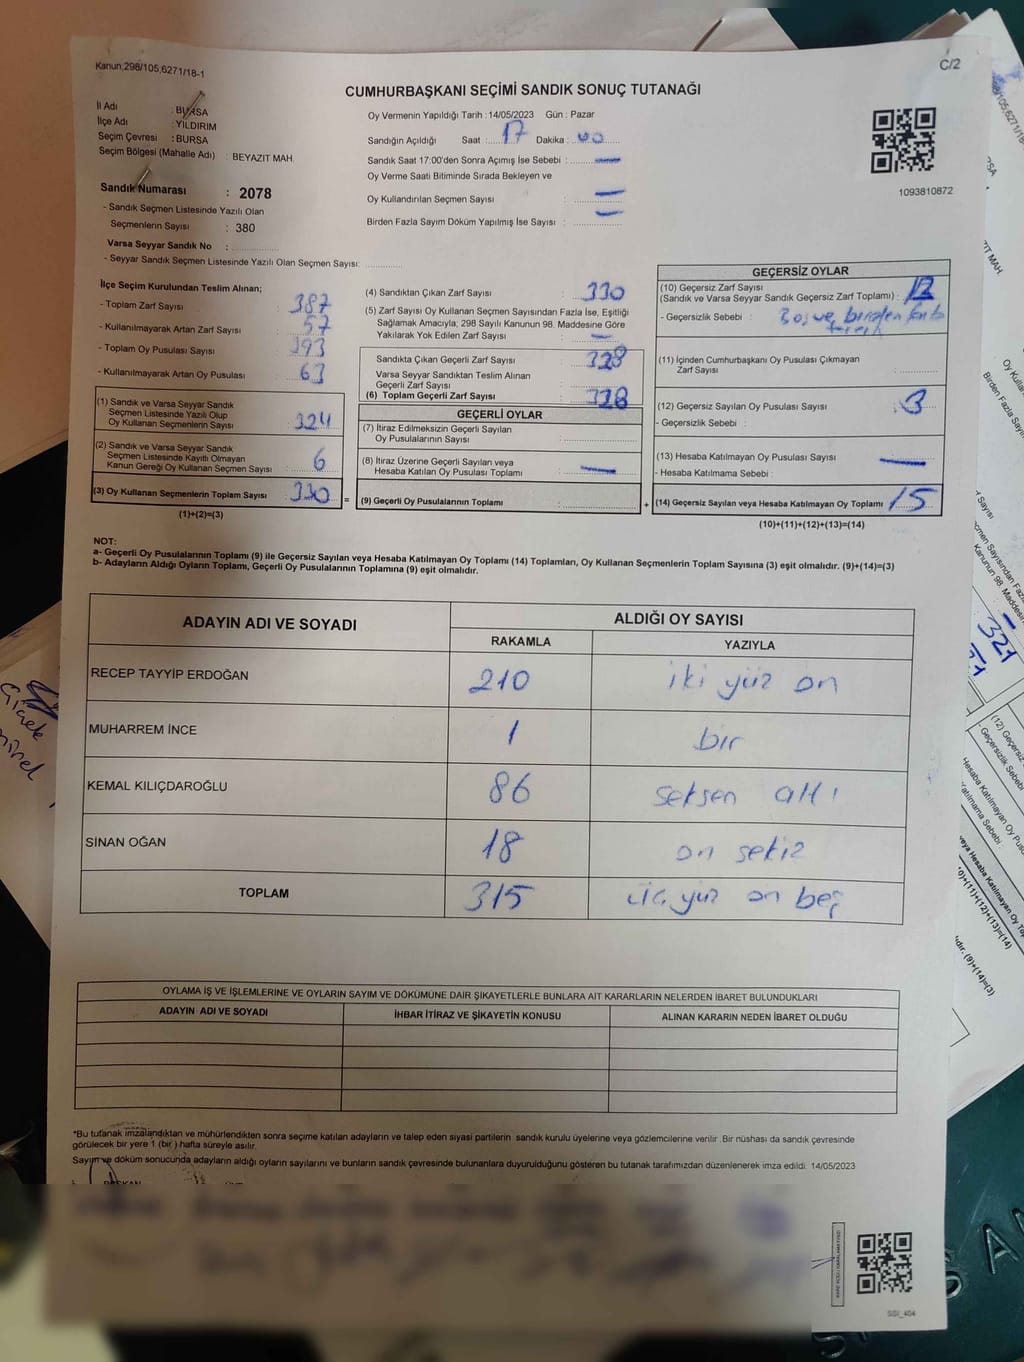 Kanun;298/105,6271/18-1
C/2
CUMHURBAŞKANI SEÇİMİ SANDIK SONUÇ TUTANAĞI
İl Adı : BURSA
İlçe Adı : YILDIRIM
Seçim Çevresi : BURSA
Seçim Bölgesi (Mahalle Adı) : BEYAZIT MAH.
Sandık Numarası : 2078
- Sandık Seçmen Listesinde Yazılı Olan
Seçmenlerin Sayısı : 380
Varsa Seyyar Sandık No :
- Seyyar Sandık Seçmen Listesinde Yazılı Olan Seçmen Sayısı:
Oy Vermenin Yapıldığı Tarih : 14/05/2023 Gün : Pazar
Sandığın Açıldığı Saat : 17 Dakika : 00
Sandık Saat 17:00'den Sonra Açımış İse Sebebi : —
Oy Verme Saati Bitiminde Sırada Bekleyen ve
Oy Kullandırılan Seçmen Sayısı : —
Birden Fazla Sayım Döküm Yapılmış İse Sayısı : —
1093810872
İlçe Seçim Kurulundan Teslim Alınan;
- Toplam Zarf Sayısı : 387
- Kullanılmayarak Artan Zarf Sayısı : 57
- Toplam Oy Pusulası Sayısı : 393
- Kullanılmayarak Artan Oy Pusulası : 63
(1) Sandık ve Varsa Seyyar Sandık
Seçmen Listesinde Yazılı Olup
Oy Kullanan Seçmenlerin Sayısı : 324
(2) Sandık ve Varsa Seyyar Sandık
Seçmen Listesinde Kayıtlı Olmayan
Kanun Gereği Oy Kullanan Seçmen Sayısı : 6
(3) Oy Kullanan Seçmenlerin Toplam Sayısı : 330 =
(1)+(2)=(3)
(4) Sandıktan Çıkan Zarf Sayısı : 330
(5) Zarf Sayısı Oy Kullanan Seçmen Sayısından Fazla İse, Eşitliği
Sağlamak Amacıyla; 298 Sayılı Kanunun 98. Maddesine Göre
Yakılarak Yok Edilen Zarf Sayısı : —
Sandıkta Çıkan Geçerli Zarf Sayısı : 328
Varsa Seyyar Sandıktan Teslim Alınan
Geçerli Zarf Sayısı :
(6) Toplam Geçerli Zarf Sayısı : 328
GEÇERLİ OYLAR
(7) İtiraz Edilmeksizin Geçerli Sayılan
Oy Pusulalarının Sayısı :
(8) İtiraz Üzerine Geçerli Sayılan veya
Hesaba Katılan Oy Pusulası Toplamı : —
(9) Geçerli Oy Pusulalarının Toplamı : +
GEÇERSİZ OYLAR
(10) Geçersiz Zarf Sayısı
(Sandık ve Varsa Seyyar Sandık Geçersiz Zarf Toplamı) : 12
- Geçersizlik Sebebi : Boş ve birden fazla
(11) İçinden Cumhurbaşkanı Oy Pusulası Çıkmayan
Zarf Sayısı :
(12) Geçersiz Sayılan Oy Pusulası Sayısı : 3
- Geçersizlik Sebebi :
(13) Hesaba Katılmayan Oy Pusulası Sayısı : —
- Hesaba Katılmama Sebebi :
(14) Geçersiz Sayılan veya Hesaba Katılmayan Oy Toplamı : 15
(10)+(11)+(12)+(13)=(14)
NOT:
a- Geçerli Oy Pusulalarının Toplamı (9) ile Geçersiz Sayılan veya Hesaba Katılmayan Oy Toplamı (14) Toplamları, Oy Kullanan Seçmenlerin Toplam Sayısına (3) eşit olmalıdır. (9)+(14)=(3)
b- Adayların Aldığı Oyların Toplamı, Geçerli Oy Pusulalarının Toplamına (9) eşit olmalıdır.
ADAYIN ADI VE SOYADI
ALDIĞI OY SAYISI
RAKAMLA YAZIYLA
RECEP TAYYİP ERDOĞAN 210 iki yüz on
MUHARREM İNCE 1 bir
KEMAL KILIÇDAROĞLU 86 seksen altı
SİNAN OĞAN 18 on sekiz
TOPLAM 315 üç yüz on beş
OYLAMA İŞ VE İŞLEMLERİNE VE OYLARIN SAYIM VE DÖKÜMÜNE DAİR ŞİKAYETLERLE BUNLARA AİT KARARLARIN NELERDEN İBARET BULUNDUKLARI
ADAYIN ADI VE SOYADI İHBAR İTİRAZ VE ŞİKAYETİN KONUSU ALINAN KARARIN NEDEN İBARET OLDUĞU
*Bu tutanak imzalandıktan ve mühürlendikten sonra seçime katılan adayların ve talep eden siyasi partilerin sandık kurulu üyelerine veya gözlemcilerine verilir. Bir nüshası da sandık çevresinde
görülecek bir yere 1 (bir ) hafta süreyle asılır.
Sayım ve döküm sonucunda adayların aldığı oyların sayılarını ve bunların sandık çevresinde bulunanlara duyurulduğunu gösteren bu tutanak tarafımızdan düzenlenerek imza edildi. 14/05/2023